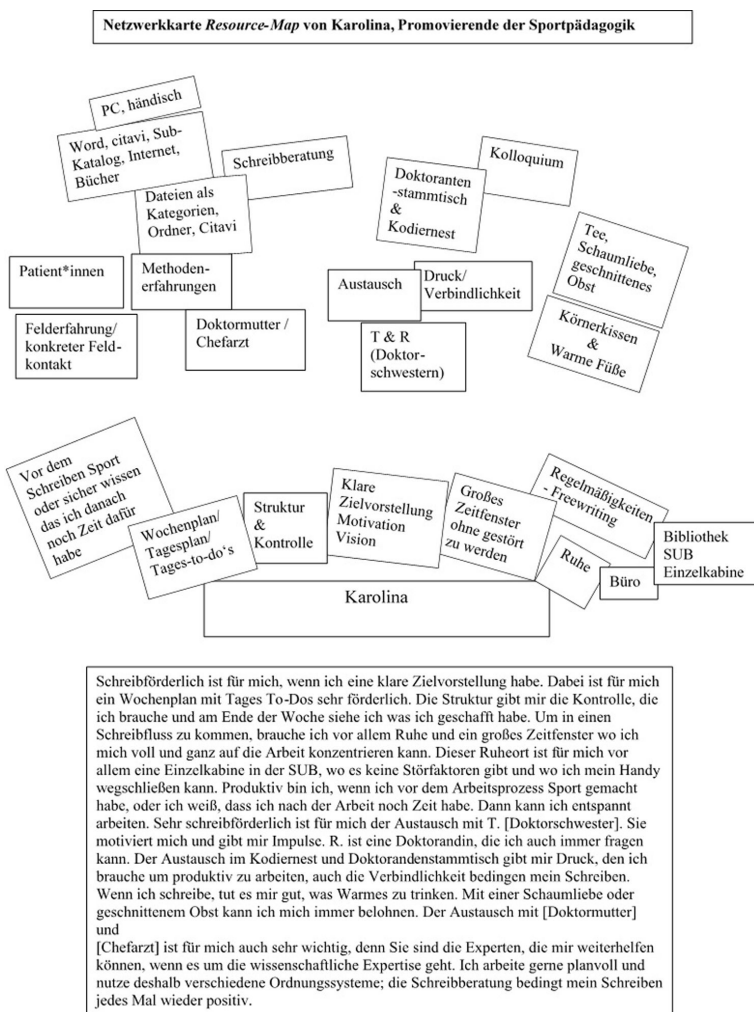 Netzwerkkarte Resource-Map von Karolina, Promovierende der Sportpädagogik
PC, händisch
Word, citavi, Sub-
Katalog, Internet,
Bücher
Schreibberatung
Dateien als
Kategorien,
Ordner, Citavi
Kolloquium
Doktoranten
-stammtisch
&
Kodiernest
Tee,
Schaumliebe,
geschnittenes
Obst
Körnerkissen
&
Warme Füße
Patient*innen
Methoden-
erfahrungen
Austausch
Druck/
Verbindlichkeit
Felderfahrung/
konkreter Feld-
kontakt
Doktormutter /
Chefarzt
T & R
(Doktor-
schwestern)
Vor dem
Schreiben Sport
oder sicher wissen
das ich danach
noch Zeit dafür
habe
Wochenplan/
Tagesplan/
Tages-to-do‘s
Struktur
&
Kontrolle
Klare
Zielvorstellung
Motivation
Vision
Großes
Zeitfenster
ohne gestört
zu werden
Regelmäßigkeiten
- Freewriting
Ruhe
Büro
Bibliothek
SUB
Einzelkabine
Karolina
Schreibförderlich ist für mich, wenn ich eine klare Zielvorstellung habe. Dabei ist für mich
ein Wochenplan mit Tages To-Dos sehr förderlich. Die Struktur gibt mir die Kontrolle, die
ich brauche und am Ende der Woche siehe ich was ich geschafft habe. Um in einen
Schreibfluss zu kommen, brauche ich vor allem Ruhe und ein großes Zeitfenster wo ich
mich voll und ganz auf die Arbeit konzentrieren kann. Dieser Ruheort ist für mich vor
allem eine Einzelkabine in der SUB, wo es keine Störfaktoren gibt und wo ich mein Handy
wegschließen kann. Produktiv bin ich, wenn ich vor dem Arbeitsprozess Sport gemacht
habe, oder ich weiß, dass ich nach der Arbeit noch Zeit habe. Dann kann ich entspannt
arbeiten. Sehr schreibförderlich ist für mich der Austausch mit T. [Doktorschwester]. Sie
motiviert mich und gibt mir Impulse. R. ist eine Doktorandin, die ich auch immer fragen
kann. Der Austausch im Kodiernest und Doktorandenstammtisch gibt mir Druck, den ich
brauche um produktiv zu arbeiten, auch die Verbindlichkeit bedingen mein Schreiben.
Wenn ich schreibe, tut es mir gut, was Warmes zu trinken. Mit einer Schaumliebe oder
geschnittenem Obst kann ich mich immer belohnen. Der Austausch mit [Doktormutter]
und
[Chefarzt] ist für mich auch sehr wichtig, denn Sie sind die Experten, die mir weiterhelfen
können, wenn es um die wissenschaftliche Expertise geht. Ich arbeite gerne planvoll und
nutze deshalb verschiedene Ordnungssysteme; die Schreibberatung bedingt mein Schreiben
jedes Mal wieder positiv.